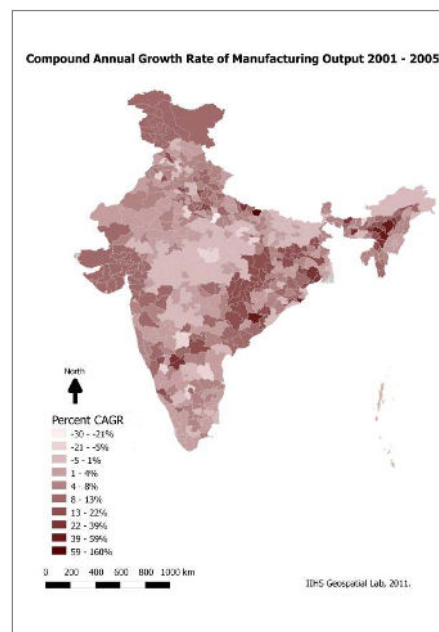 Compound Annual Growth Rate of Manufacturing Output 2001 - 2005
North
Percent CAGR
-30 - -21%
-21 - -5%
-5 - 1%
1 - 4%
4 - 8%
8 - 13%
13 - 22%
22 - 39%
39 - 59%
59 - 160%
0 200 400 600 800 1000 km
IIHS Geospatial Lab, 2011.